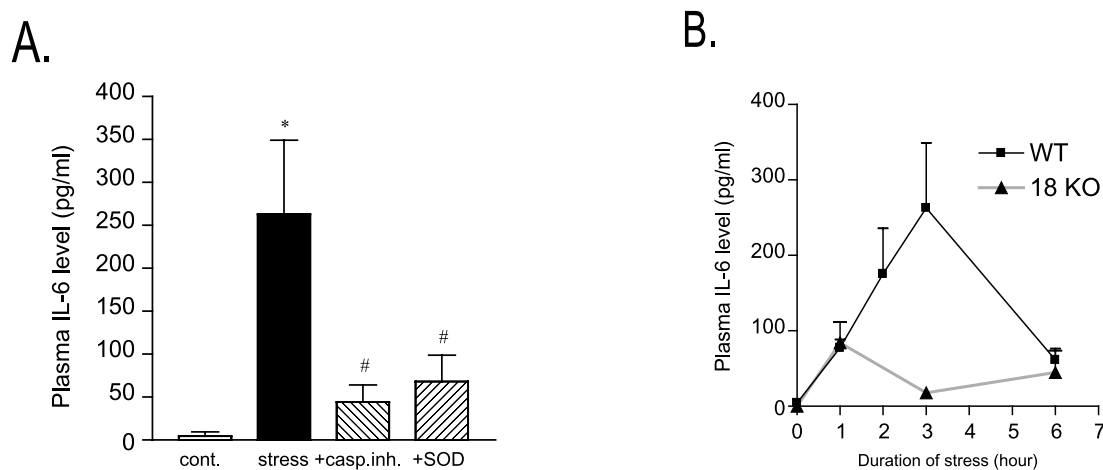 A.
Plasma IL-6 level (pg/ml)
400
350
300
250
200
150
100
50
0
*
#
#
cont. stress +casp.inh. +SOD
B.
Plasma IL-6 level (pg/ml)
400
300
200
100
0
WT
18 KO
0 1 2 3 4 5 6 7
Duration of stress (hour)